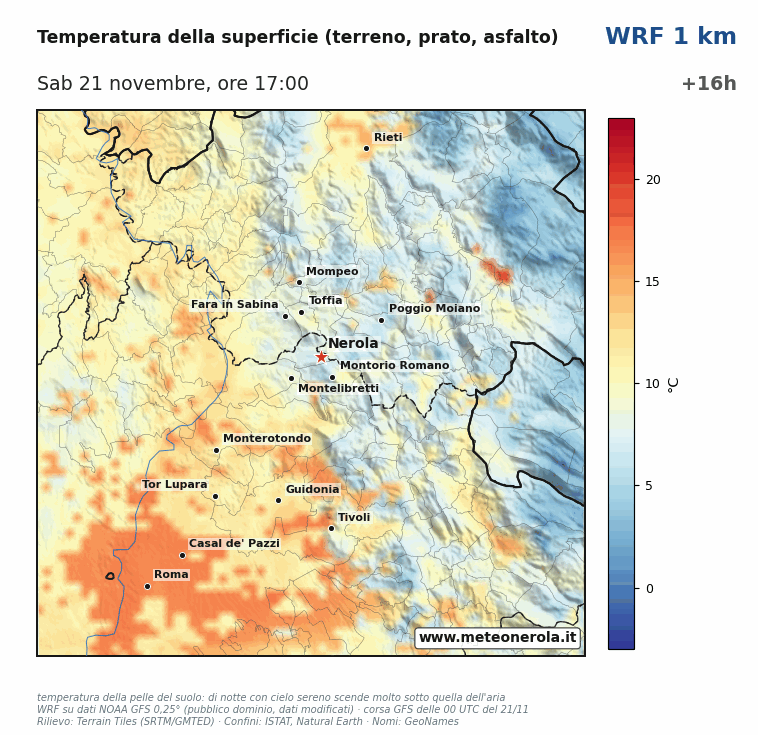 Temperatura della superficie (terreno, prato, asfalto)
WRF 1 km
Sab 21 novembre, ore 17:00
+16h
Rieti
Mompeo
Fara in Sabina
Toffia
Poggio Moiano
Nerola
Montorio Romano
Montelibretti
Monterotondo
Tor Lupara
Guidonia
Tivoli
Casal de' Pazzi
Roma
www.meteonerola.it
20
15
10
5
0
°C
temperatura della pelle del suolo: di notte con cielo sereno scende molto sotto quella dell'aria
WRF su dati NOAA GFS 0,25° (pubblico dominio, dati modificati) · corsa GFS delle 00 UTC del 21/11
Rilievo: Terrain Tiles (SRTM/GMTED) · Confini: ISTAT, Natural Earth · Nomi: GeoNames